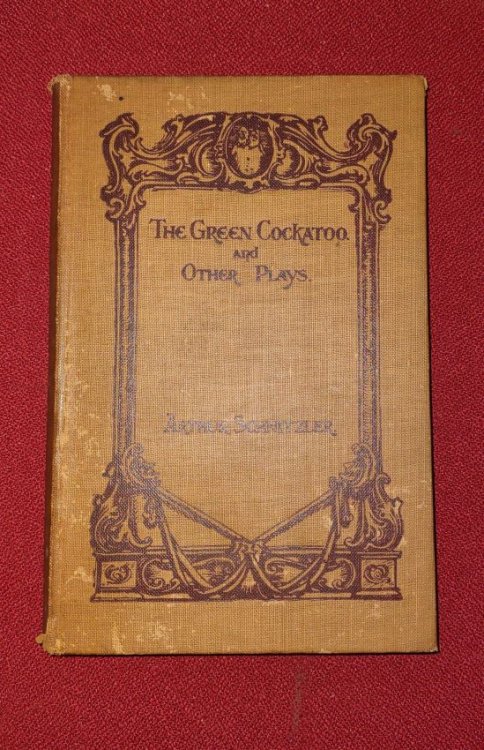 The Green Cockatoo.
and
Other Plays.
Arthur Schnitzler.